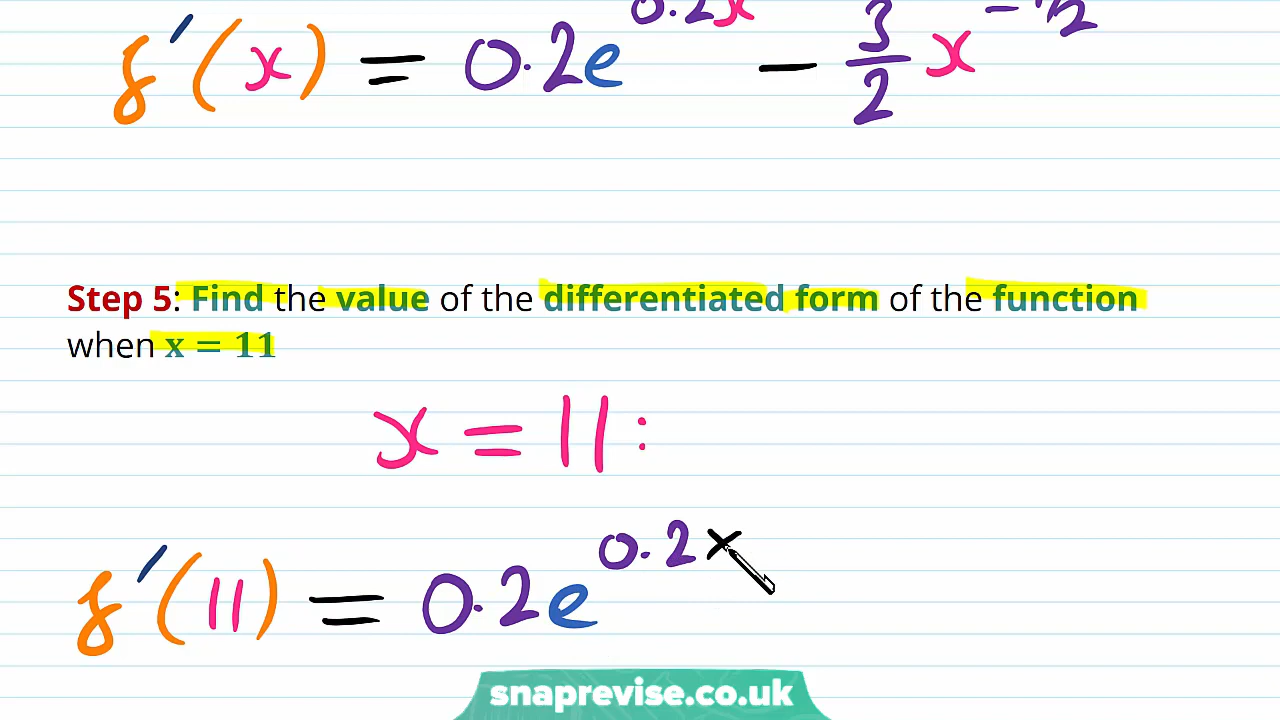 f'(x) = 0.2e^0.2x - 3/2 x^-1/2
Step 5: Find the value of the differentiated form of the function
when x = 11
x = 11:
f'(11) = 0.2e^0.2×
snaprevise.co.uk